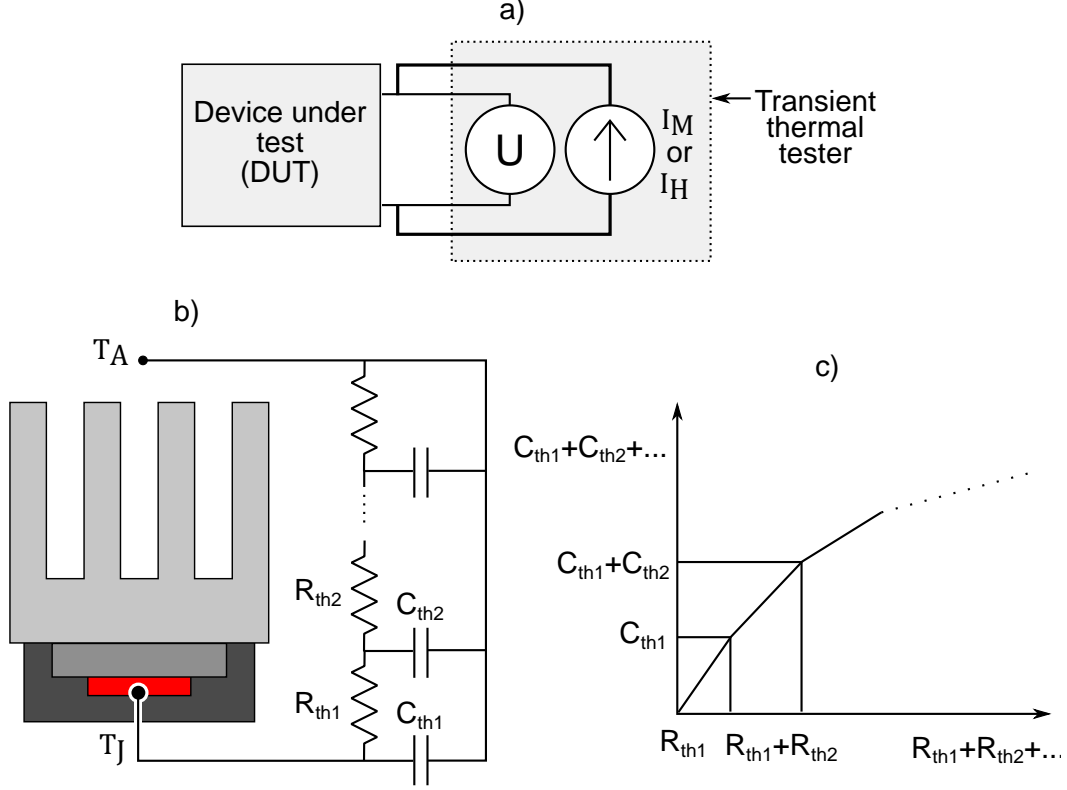 a)
Device under
test
(DUT)
U
I_M
or
I_H
Transient
thermal
tester
b)
T_A
R_th2
C_th2
R_th1
C_th1
T_J
c)
C_th1+C_th2+...
C_th1+C_th2
C_th1
R_th1
R_th1+R_th2
R_th1+R_th2+...